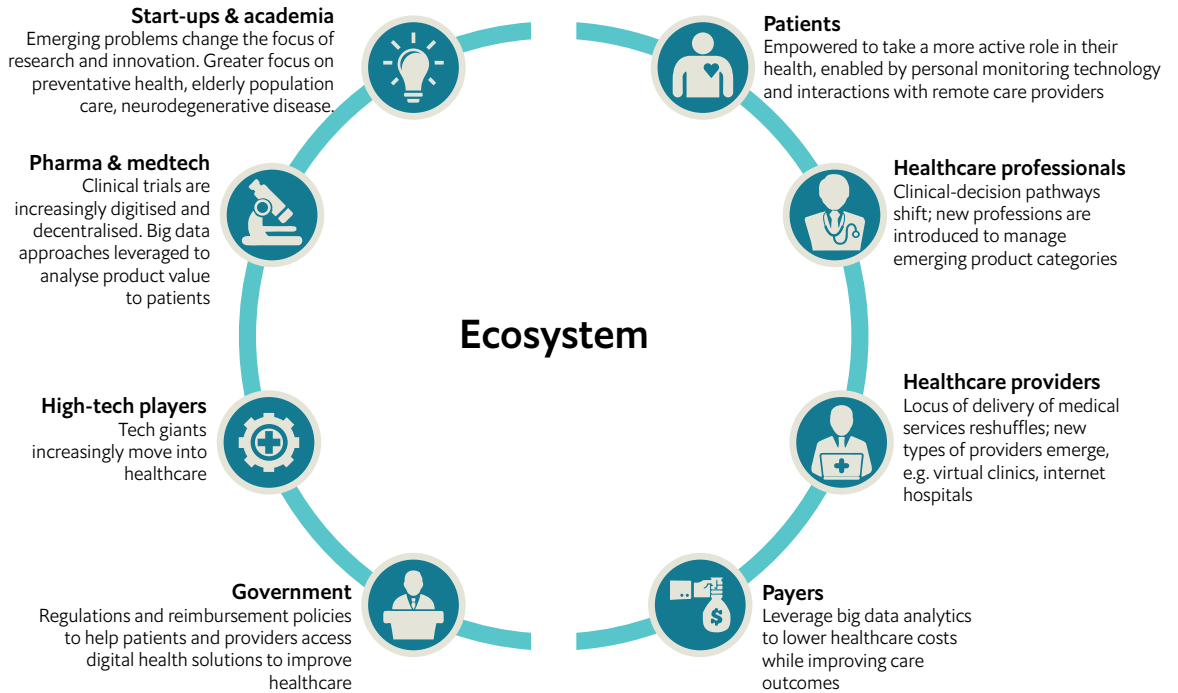 Start-ups & academia
Emerging problems change the focus of
research and innovation. Greater focus on
preventative health, elderly population
care, neurodegenerative disease.
Pharma & medtech
Clinical trials are
increasingly digitised and
decentralised. Big data
approaches leveraged to
analyse product value
to patients
High-tech players
Tech giants
increasingly move into
healthcare
Government
Regulations and reimbursement policies
to help patients and providers access
digital health solutions to improve
healthcare
Ecosystem
Patients
Empowered to take a more active role in their
health, enabled by personal monitoring technology
and interactions with remote care providers
Healthcare professionals
Clinical-decision pathways
shift; new professions are
introduced to manage
emerging product categories
Healthcare providers
Locus of delivery of medical
services reshuffles; new
types of providers emerge,
e.g. virtual clinics, internet
hospitals
$
Payers
Leverage big data analytics
to lower healthcare costs
while improving care
outcomes